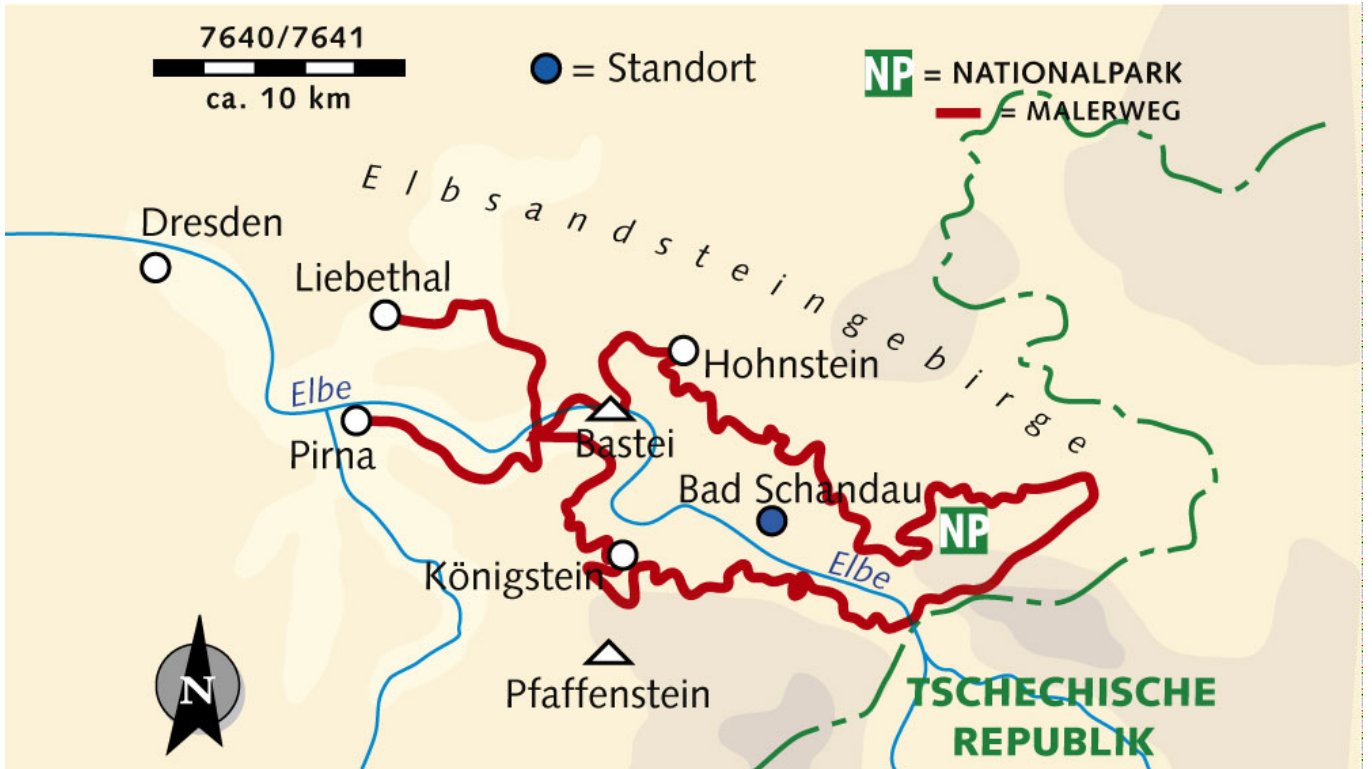 7640/7641
ca. 10 km
= Standort
NP = NATIONALPARK
= MALERWEG
Elbsandsteingebirge
Dresden
Liebethal
Hohnstein
Elbe
Pirna
Bastei
Bad Schandau
NP
Königstein
Elbe
Pfaffenstein
N
TSCHECHISCHE
REPUBLIK